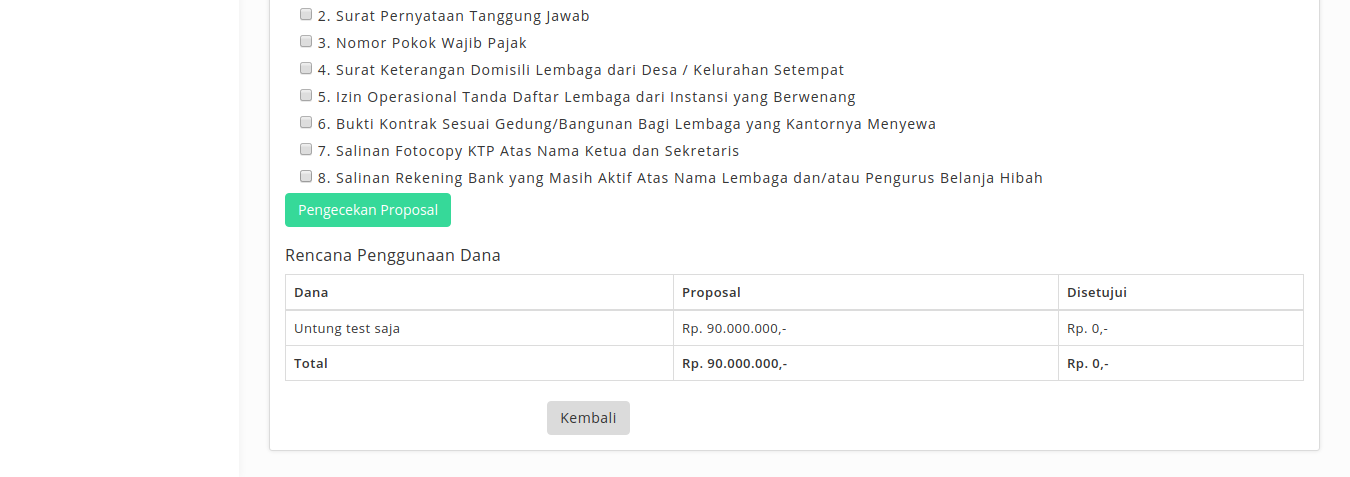 2. Surat Pernyataan Tanggung Jawab
3. Nomor Pokok Wajib Pajak
4. Surat Keterangan Domisili Lembaga dari Desa / Kelurahan Setempat
5. Izin Operasional Tanda Daftar Lembaga dari Instansi yang Berwenang
6. Bukti Kontrak Sesuai Gedung/Bangunan Bagi Lembaga yang Kantornya Menyewa
7. Salinan Fotocopy KTP Atas Nama Ketua dan Sekretaris
8. Salinan Rekening Bank yang Masih Aktif Atas Nama Lembaga dan/atau Pengurus Belanja Hibah
Pengecekan Proposal
Rencana Penggunaan Dana
Dana Proposal Disetujui
Untung test saja Rp. 90.000.000,- Rp. 0,-
Total Rp. 90.000.000,- Rp. 0,-
Kembali